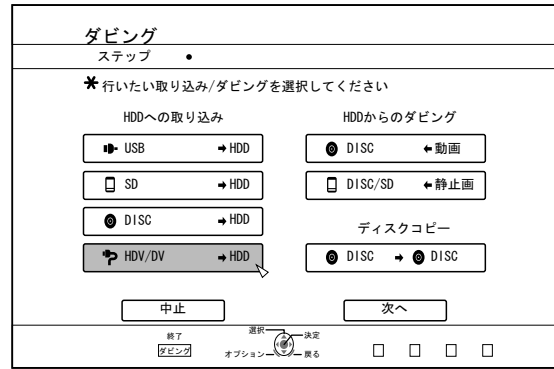 ダビング
ステップ ●
*行いたい取り込み/ダビングを選択してください
HDDへの取り込み
USB →HDD
SD →HDD
DISC →HDD
HDV/DV →HDD
HDDからのダビング
DISC ←動画
DISC/SD ←静止画
ディスクコピー
DISC → DISC
中止
次へ
終了
ダビング
選択
決定
オプション
戻る